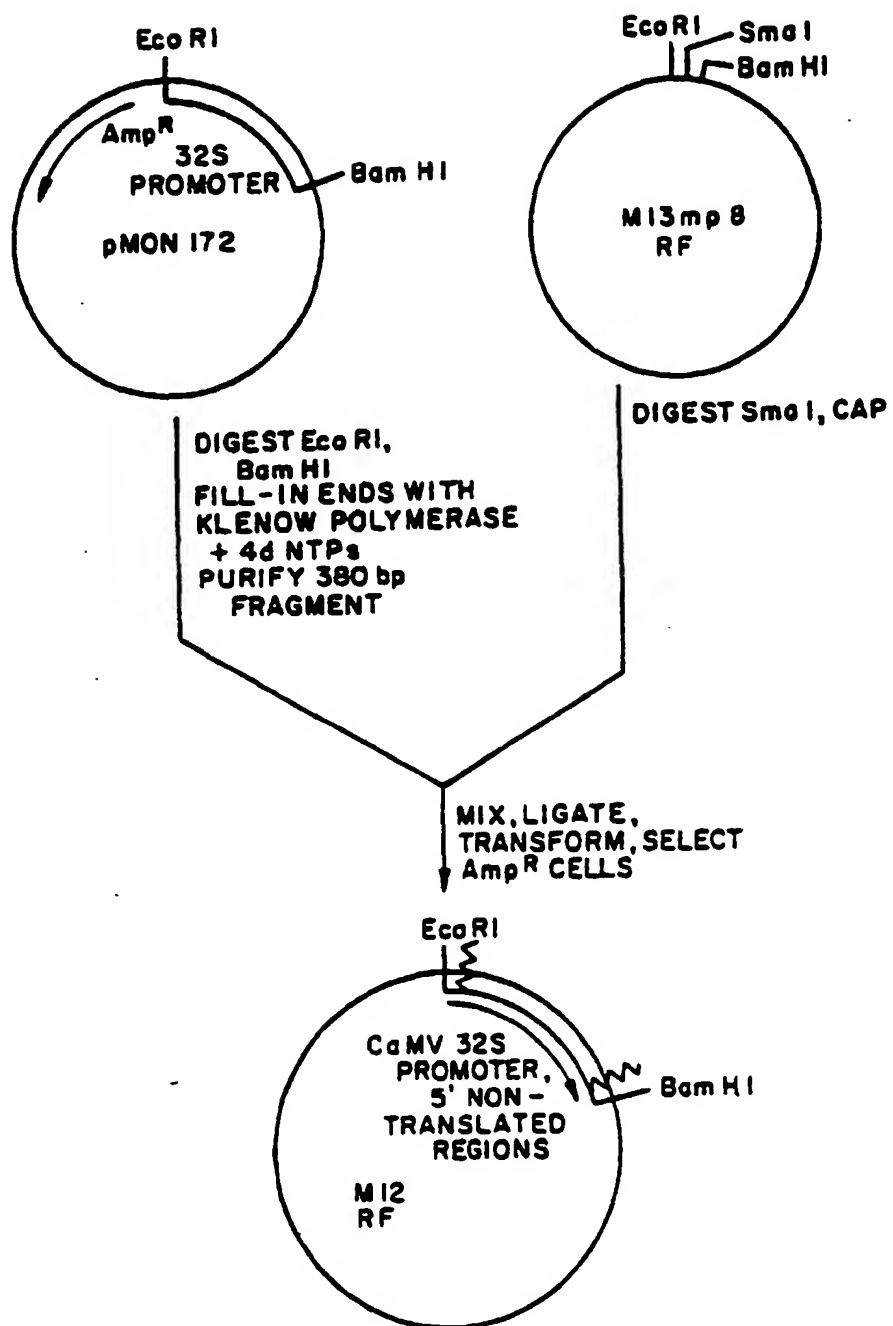 Eco RI
Amp R
32S
PROMOTER
Bam HI
pMON 172
Eco RI
Sma I
Bam HI
M13mp 8
RF
DIGEST Eco RI,
Bam HI
FILL-IN ENDS WITH
KLENOW POLYMERASE
+ 4d NTPs
PURIFY 380 bp
FRAGMENT
DIGEST Sma I, CAP
MIX, LIGATE,
TRANSFORM, SELECT
Amp R CELLS
Eco RI
CaMV 32S
PROMOTER,
5' NON-
TRANSLATED
REGIONS
Bam HI
M12
RF